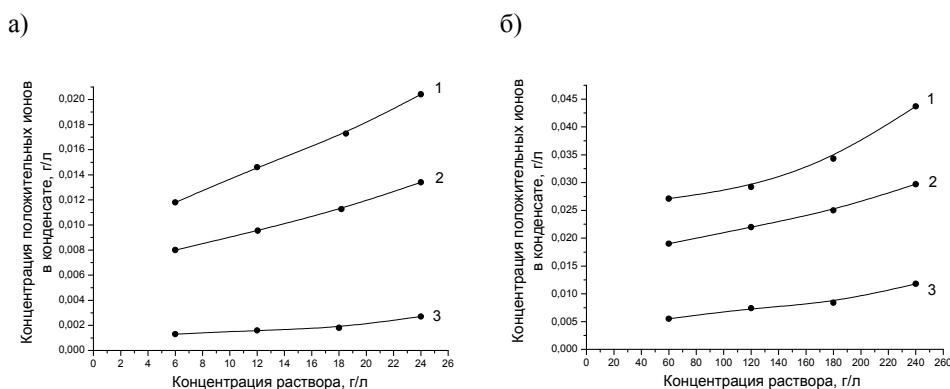 а)
б)
Концентрация положительных ионов
в конденсате, г/л
0,020
0,018
0,016
0,014
0,012
0,010
0,008
0,006
0,004
0,002
0,000
0 2 4 6 8 10 12 14 16 18 20 22 24 26
Концентрация раствора, г/л
1
2
3
Концентрация положительных ионов
в конденсате, г/л
0,045
0,040
0,035
0,030
0,025
0,020
0,015
0,010
0,005
0,000
0 20 40 60 80 100 120 140 160 180 200 220 240 260
Концентрация раствора, г/л
1
2
3